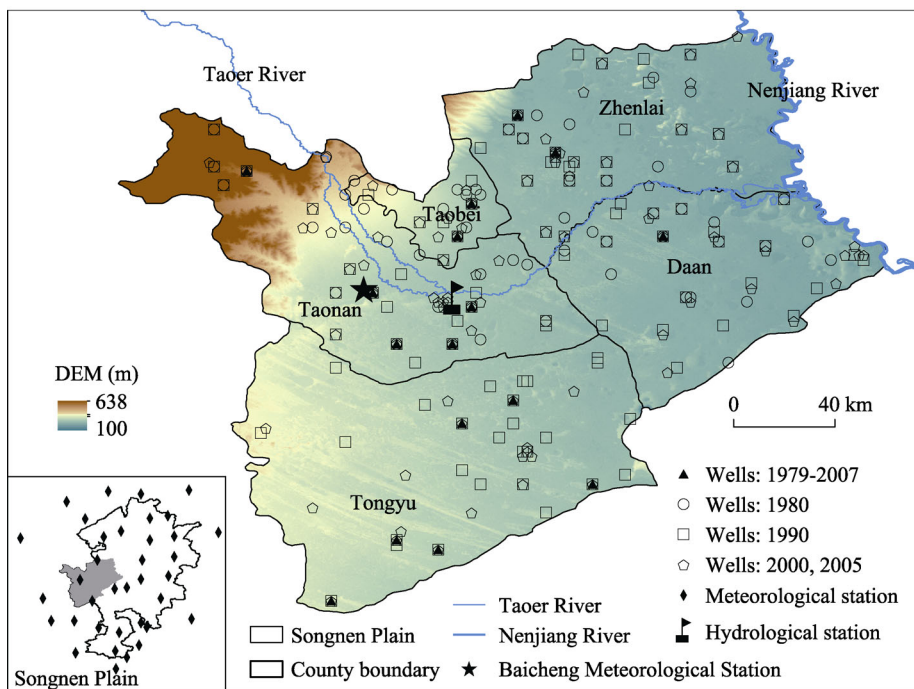 Taoer River
Zhenlai
Nenjiang River
Taobei
Daan
Taonan
DEM (m)
638
100
0 40 km
Tongyu
Wells: 1979-2007
Wells: 1980
Wells: 1990
Wells: 2000, 2005
Meteorological station
Hydrological station
Taoer River
Nenjiang River
Baicheng Meteorological Station
Songnen Plain
County boundary
Songnen Plain